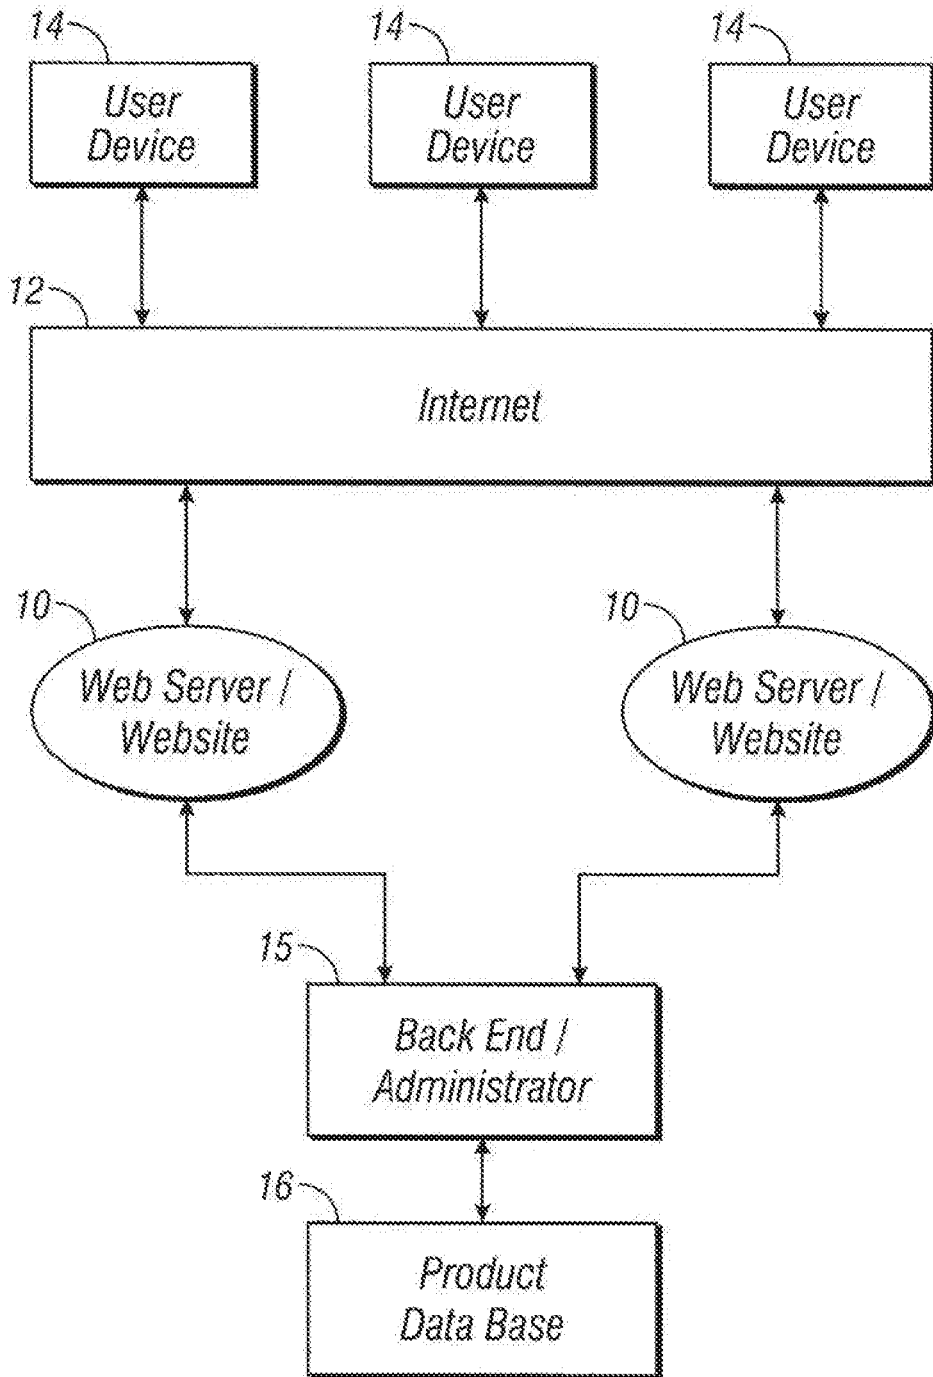 14
14
14
User
Device
User
Device
User
Device
12
Internet
10
10
Web Server /
Website
Web Server /
Website
15
Back End /
Administrator
16
Product
Data Base